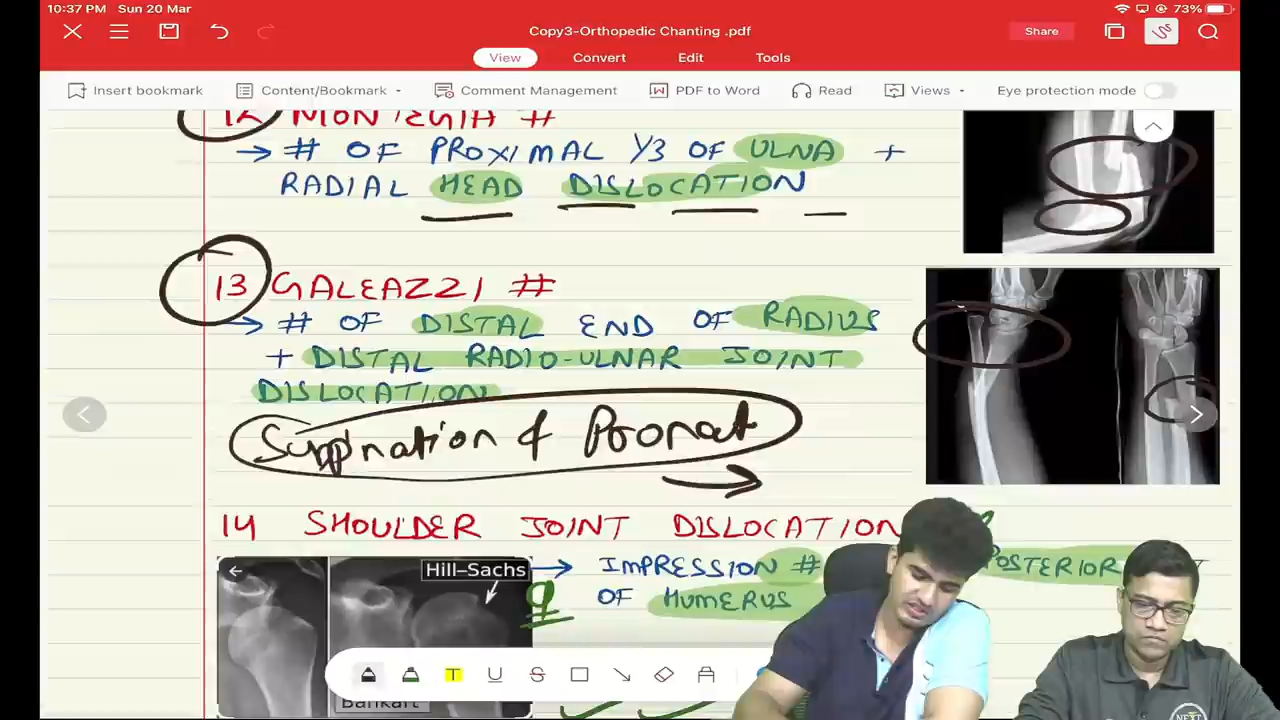 10:37 PM Sun 20 Mar 73%
Copy3-Orthopedic Chanting .pdf
Share
View Convert Edit Tools
Insert bookmark Content/Bookmark Comment Management PDF to Word Read Views Eye protection mode
12 MONTEGIA #
→ # OF PROXIMAL 1/3 OF ULNA +
RADIAL HEAD DISLOCATION
13 GALEAZZI #
→ # OF DISTAL END OF RADIUS
+ DISTAL RADIO-ULNAR JOINT
DISLOCATION
14 SHOULDER JOINT DISLOCATION
Hill–Sachs
→ IMPRESSION # POSTERIOR
OF HUMERUS
T U S
Bankart
NEXT